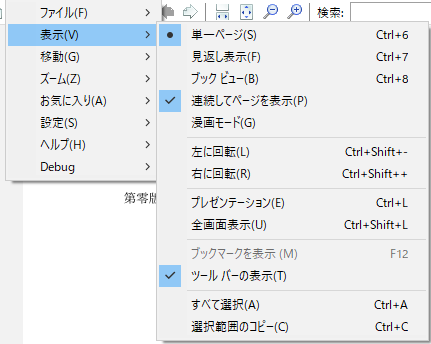 ファイル(F)
検索:
表示(V)
移動(G)
ズーム(Z)
お気に入り(A)
設定(S)
ヘルプ(H)
Debug
単一ページ(S) Ctrl+6
見返し表示(F) Ctrl+7
ブック ビュー(B) Ctrl+8
連続してページを表示(P)
漫画モード(G)
左に回転(L) Ctrl+Shift+-
右に回転(R) Ctrl+Shift++
プレゼンテーション(E) Ctrl+L
全画面表示(U) Ctrl+Shift+L
ブックマークを表示 (M) F12
ツール バーの表示(T)
すべて選択(A) Ctrl+A
選択範囲のコピー(C) Ctrl+C
第零版